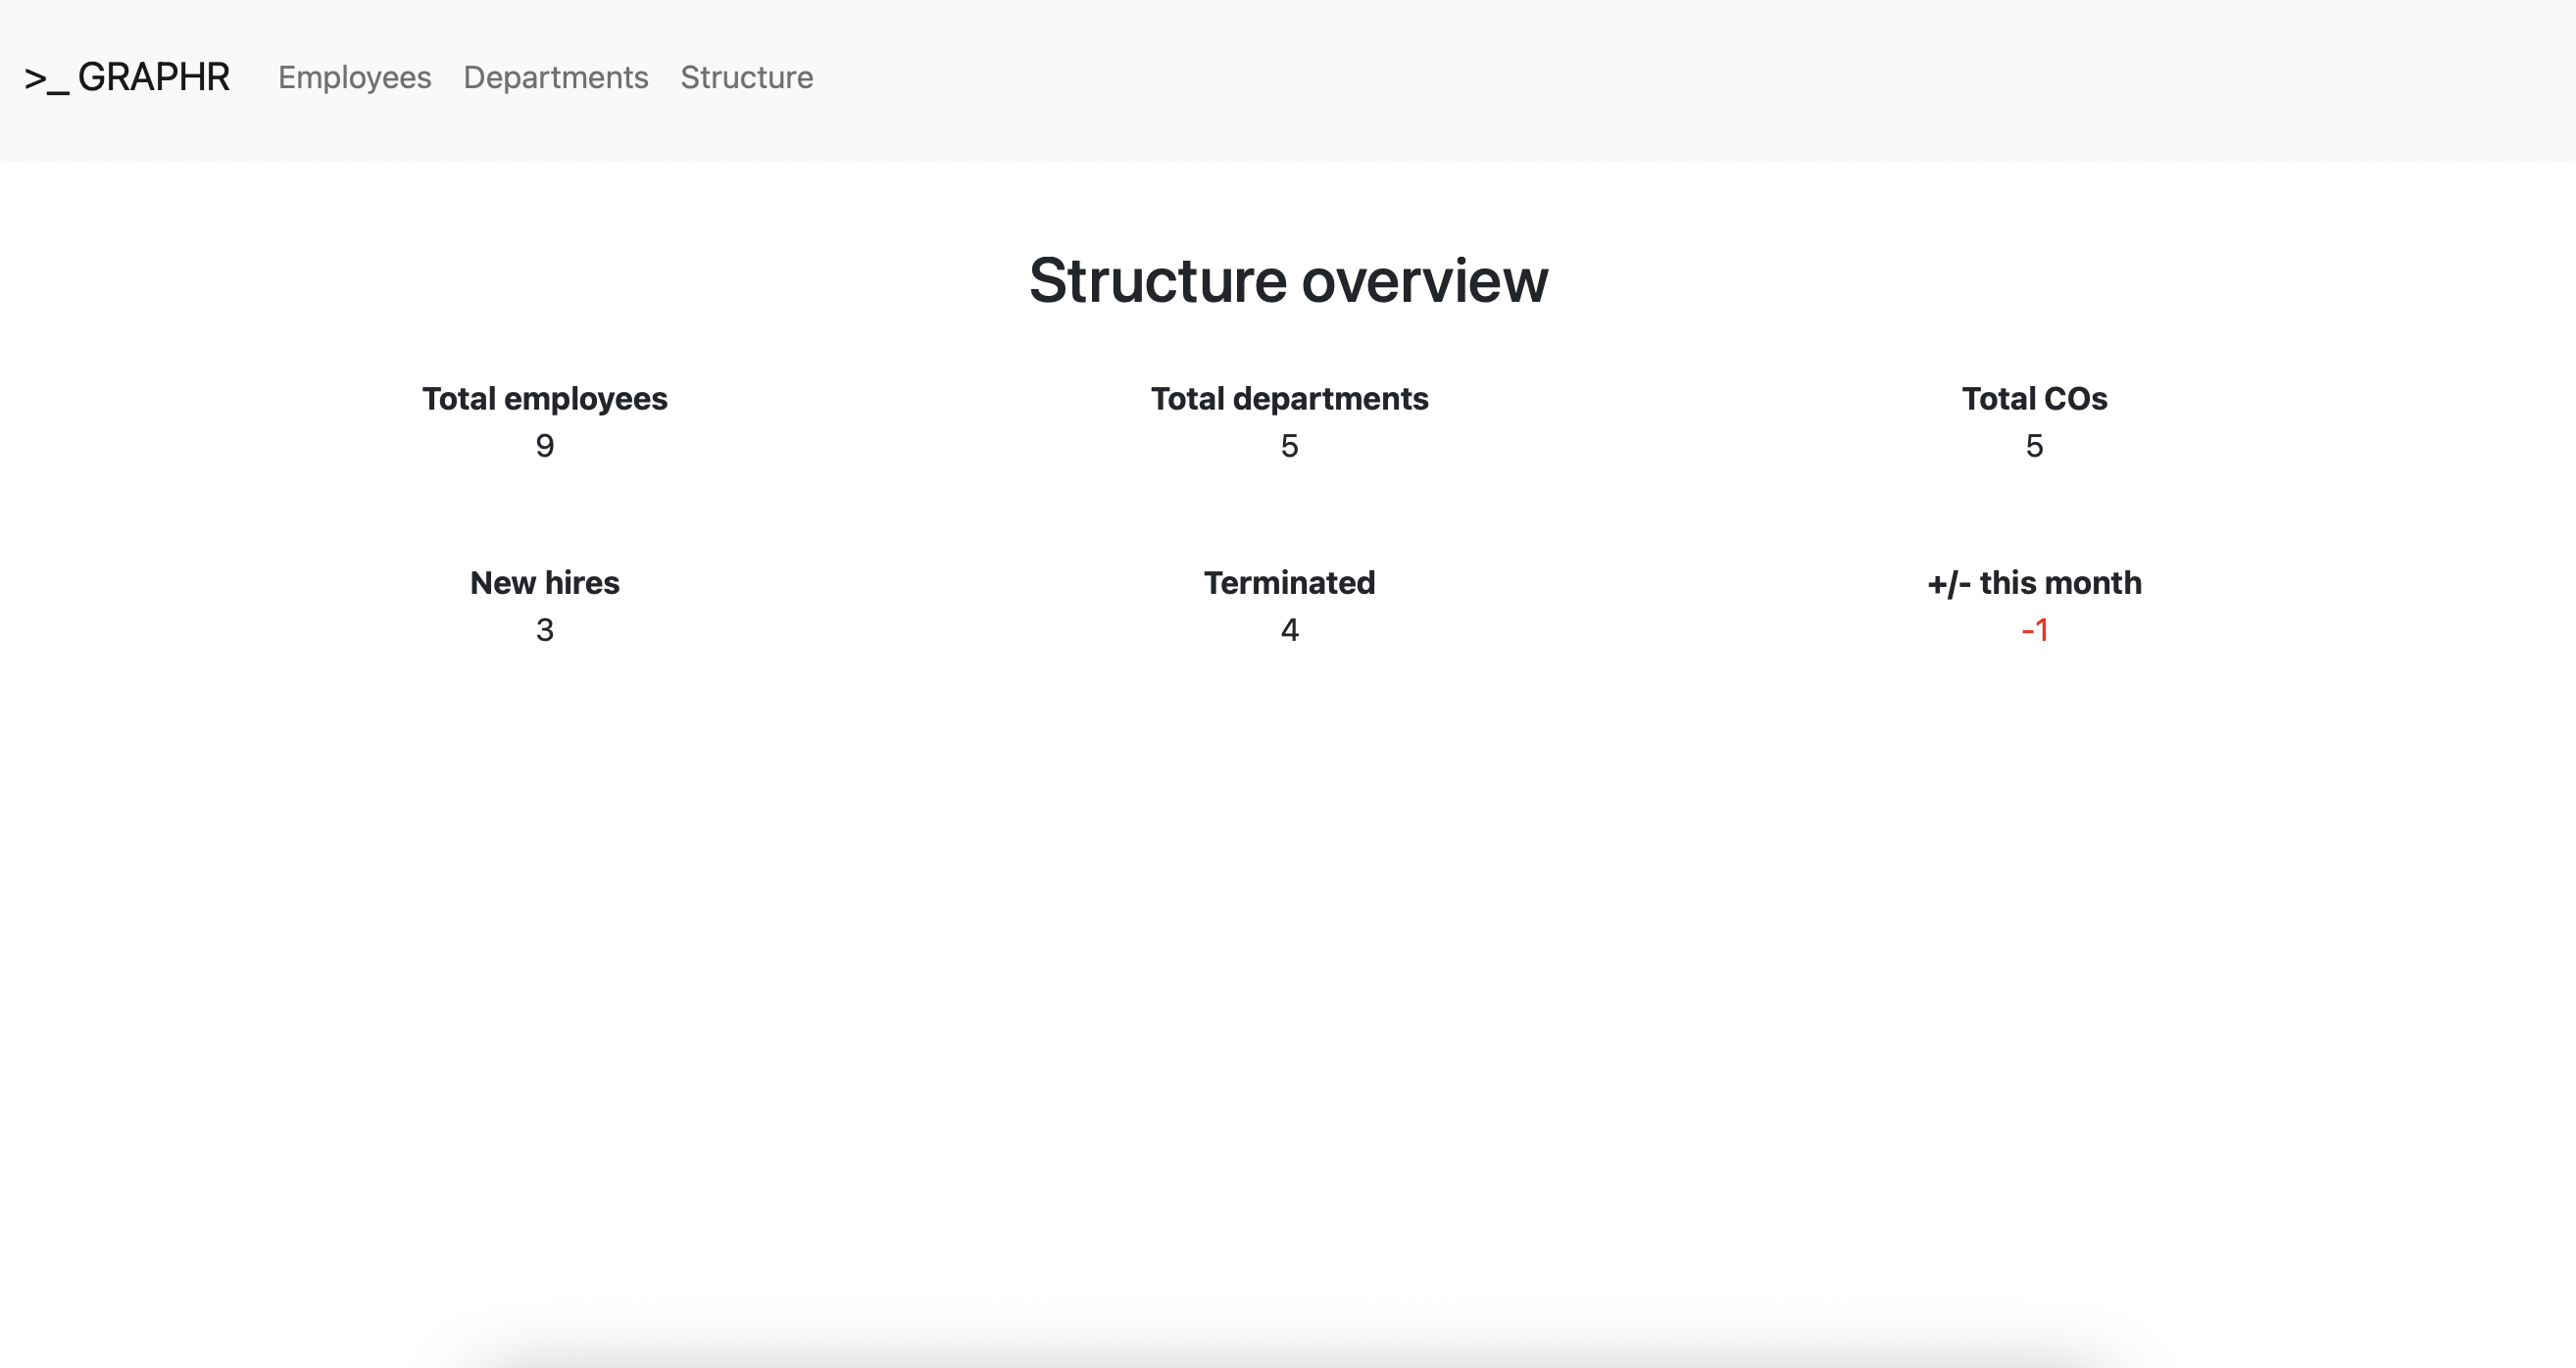 >_ GRAPHR Employees Departments Structure
Structure overview
Total employees Total departments Total COs
9 5 5
New hires Terminated +/- this month
3 4 -1